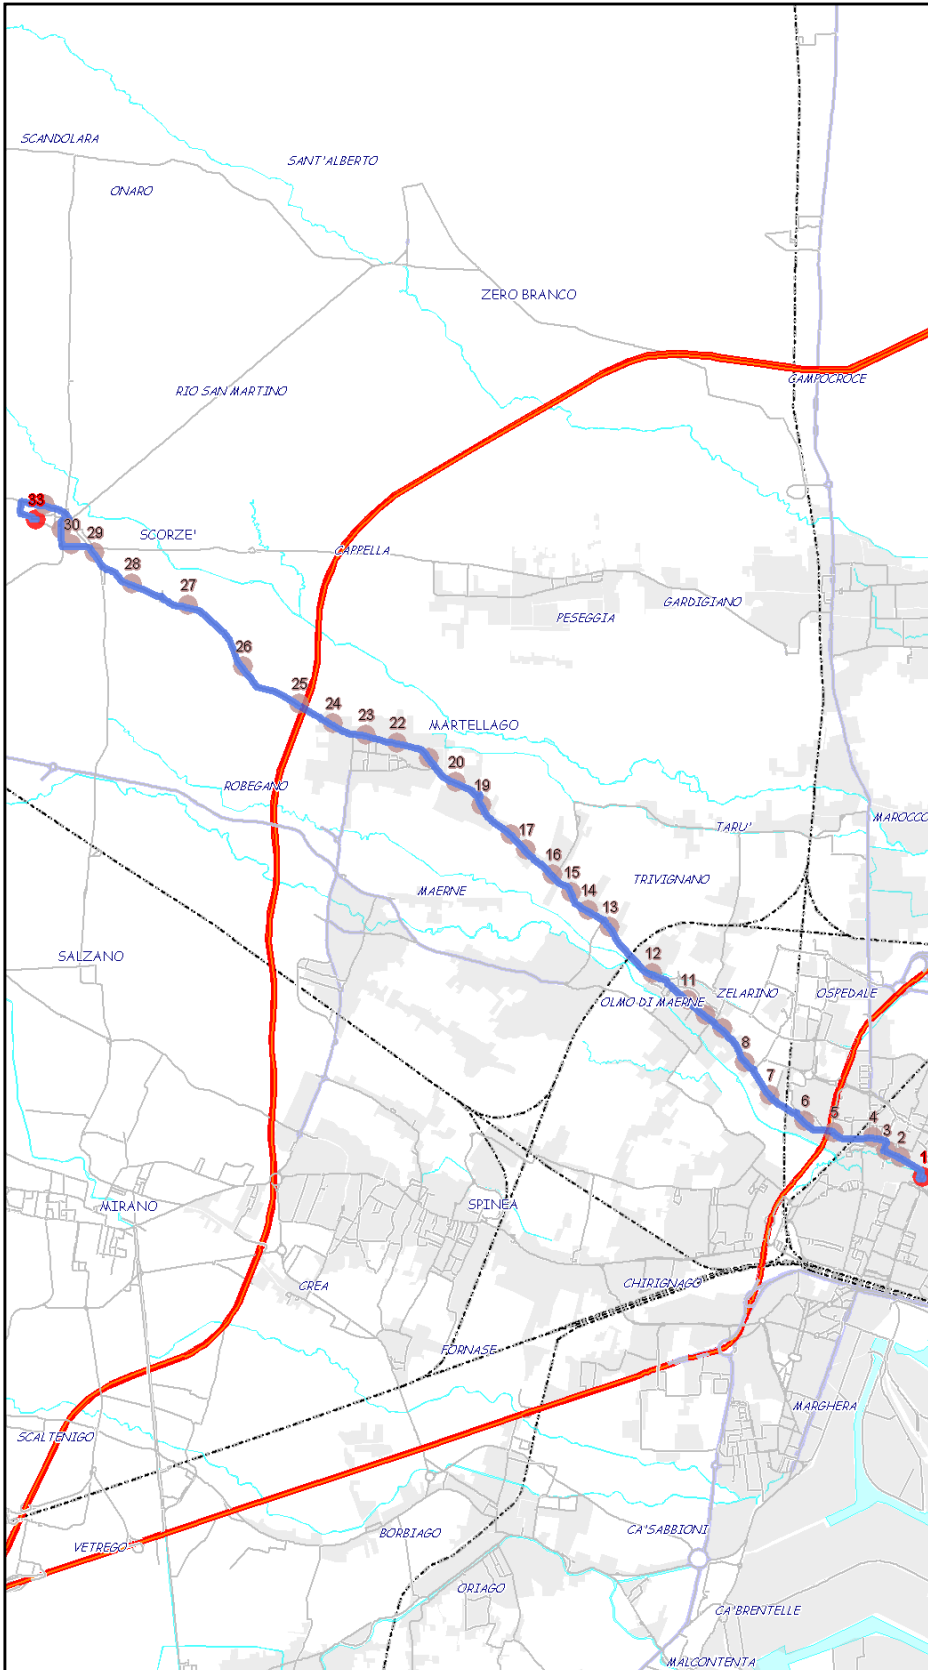 SCANDOLARA
SANT'ALBERTO
ONARO
ZERO BRANCO
CAMPOCROCE
RIO SAN MARTINO
33
30
29
SCORZE'
CAPPELLA
28
27
GARDIGIANO
PESEGGIA
26
25
24
23
22
MARTELLAGO
20
ROBEGANO
19
17
TARU'
MAROCCO
16
15
TRIVIGNANO
MAERNE
14
13
SALZANO
12
11
ZELARINO
OSPEDALE
OLMO DI MAERNE
8
7
6
5
4
3
2
1
MIRANO
SPINEA
CREA
CHIRIGNAGO
FORNASE
MARGHERA
SCALTENIGO
VETREGO
BORBIAGO
CA'SABBIONI
ORIAGO
CA'BRENTELLE
MALCONTENTA